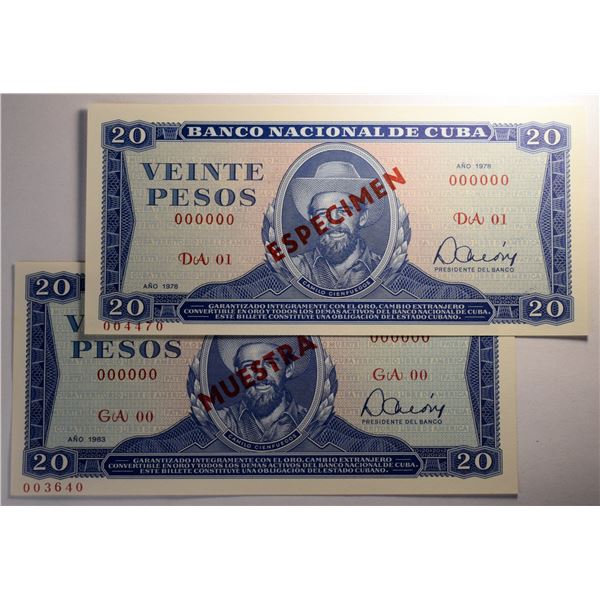 20 BANCO NACIONAL DE CUBA 20
VEINTE
PESOS
AÑO 1978
000000
000000
DA 01
DA 01
ESPECIMEN
AÑO 1978
CAMILO CIENFUEGOS
PRESIDENTE DEL BANCO
20
20
GARANTIZADO INTEGRAMENTE CON EL ORO, CAMBIO EXTRANJERO
CONVERTIBLE EN ORO Y TODOS LOS DEMAS ACTIVOS DEL BANCO NACIONAL DE CUBA.
ESTE BILLETE CONSTITUYE UNA OBLIGACION DEL ESTADO CUBANO.
004470
20
PESOS
000000
000000
GA 00
GA 00
MUESTRA
AÑO 1983
CAMILO CIENFUEGOS
PRESIDENTE DEL BANCO
20
20
GARANTIZADO INTEGRAMENTE CON EL ORO, CAMBIO EXTRANJERO
CONVERTIBLE EN ORO Y TODOS LOS DEMAS ACTIVOS DEL BANCO NACIONAL DE CUBA.
ESTE BILLETE CONSTITUYE UNA OBLIGACION DEL ESTADO CUBANO.
003640